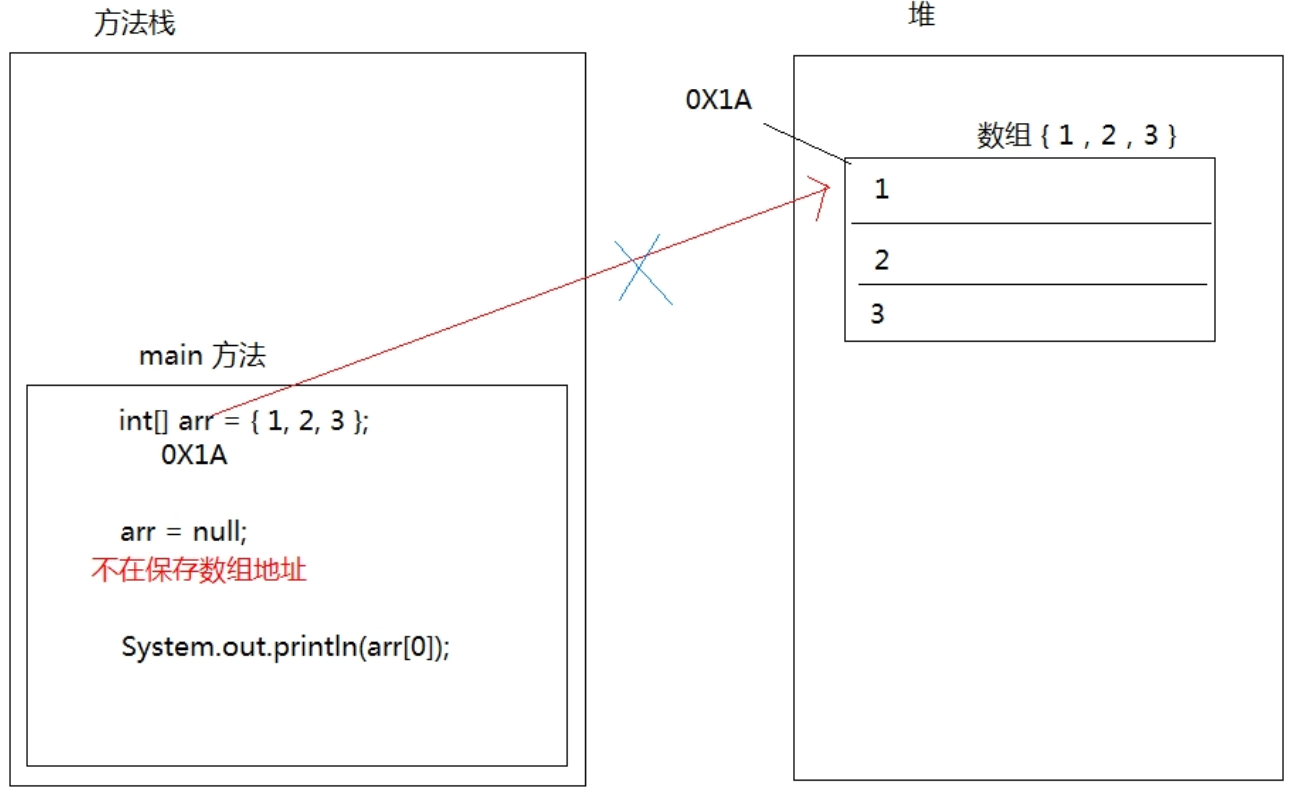 方法栈
main 方法
int[] arr = { 1, 2, 3 };
0X1A
arr = null;
不在保存数组地址
System.out.println(arr[0]);
堆
0X1A
数组 { 1 , 2 , 3 }
1
2
3